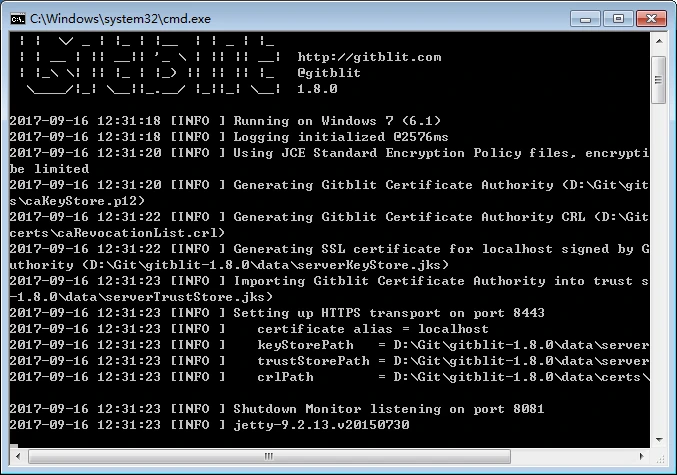 C:\Windows\system32\cmd.exe
http://gitblit.com
@gitblit
1.8.0
2017-09-16 12:31:18 [INFO ] Running on Windows 7 (6.1)
2017-09-16 12:31:18 [INFO ] Logging initialized @2576ms
2017-09-16 12:31:20 [INFO ] Using JCE Standard Encryption Policy files, encrypti
be limited
2017-09-16 12:31:20 [INFO ] Generating Gitblit Certificate Authority (D:\Git\git
s\caKeyStore.p12)
2017-09-16 12:31:22 [INFO ] Generating Gitblit Certificate Authority CRL (D:\Git
certs\caRevocationList.crl)
2017-09-16 12:31:22 [INFO ] Generating SSL certificate for localhost signed by G
uthority (D:\Git\gitblit-1.8.0\data\serverKeyStore.jks)
2017-09-16 12:31:23 [INFO ] Importing Gitblit Certificate Authority into trust s
-1.8.0\data\serverTrustStore.jks)
2017-09-16 12:31:23 [INFO ] Setting up HTTPS transport on port 8443
2017-09-16 12:31:23 [INFO ]    certificate alias = localhost
2017-09-16 12:31:23 [INFO ]    keyStorePath   = D:\Git\gitblit-1.8.0\data\server
2017-09-16 12:31:23 [INFO ]    trustStorePath = D:\Git\gitblit-1.8.0\data\server
2017-09-16 12:31:23 [INFO ]    crlPath        = D:\Git\gitblit-1.8.0\data\certs\
2017-09-16 12:31:23 [INFO ] Shutdown Monitor listening on port 8081
2017-09-16 12:31:23 [INFO ] jetty-9.2.13.v20150730